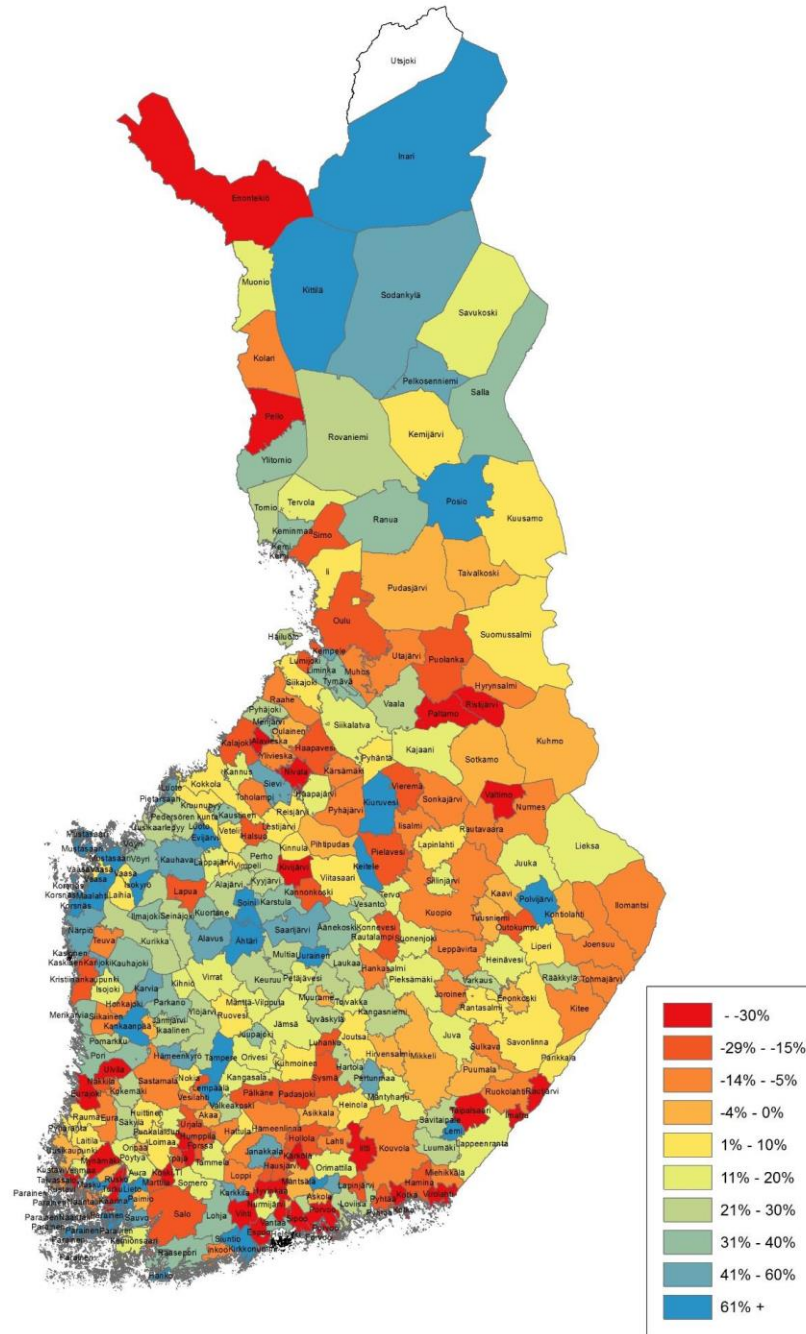 Utsjoki
Inari
Enontekiö
Muonio
Kittilä
Sodankylä
Savukoski
Kolari
Pelkosenniemi
Salla
Pello
Rovaniemi
Kemijärvi
Ylitornio
Posio
Tervola
Ranua
Kuusamo
Tornio
Keminmaa
Simo
Kemi
Ii
Pudasjärvi
Taivalkoski
Oulu
Suomussalmi
Hailuoto
Kempele
Lumijoki
Liminka
Muhos
Utajärvi
Puolanka
Tyrnävä
Hyrynsalmi
Siikajoki
Raahe
Vaala
Paltamo
Ristijärvi
Pyhäjoki
Merijärvi
Siikalatva
Kajaani
Sotkamo
Kuhmo
Kalajoki
Alavieska
Oulainen
Ylivieska
Haapavesi
Pyhäntä
Kärsämäki
Kannus
Sievi
Nivala
Haapajärvi
Kiuruvesi
Vieremä
Sonkajärvi
Valtimo
Nurmes
Kokkola
Toholampi
Reisjärvi
Pyhäjärvi
Iisalmi
Rautavaara
Lieksa
Luoto
Pietarsaari
Kruunupyy
Pedersören kunta
Kaustinen
Uusikaarlepyy
Veteli
Halsua
Lestijärvi
Kinnula
Pihtipudas
Pielavesi
Lapinlahti
Juuka
Evijärvi
Vöyri
Kauhava
Lappajärvi
Vimpeli
Perho
Kivijärvi
Viitasaari
Keitele
Siilinjärvi
Mustasaari
Vaasa
Isokyrö
Laihia
Lapua
Alajärvi
Kyyjärvi
Kannonkoski
Vesanto
Tervo
Kuopio
Kaavi
Polvijärvi
Kontiolahti
Ilomantsi
Korsnäs
Maalahti
Ilmajoki
Seinäjoki
Kuortane
Soini
Karstula
Tuusniemi
Outokumpu
Joensuu
Närpiö
Kurikka
Alavus
Ähtäri
Saarijärvi
Äänekoski
Konnevesi
Rautalampi
Suonenjoki
Leppävirta
Liperi
Teuva
Kaskinen
Karijoki
Kauhajoki
Multia
Uurainen
Laukaa
Hankasalmi
Heinävesi
Rääkkylä
Tohmajärvi
Kristiinankaupunki
Isojoki
Virrat
Keuruu
Petäjävesi
Pieksämäki
Varkaus
Kitee
Honkajoki
Karvia
Kihniö
Mänttä-Vilppula
Muurame
Toivakka
Joroinen
Enonkoski
Rantasalmi
Merikarvia
Siikainen
Parkano
Ylöjärvi
Ruovesi
Jämsä
Jyväskylä
Kangasniemi
Savonlinna
Kankaanpää
Jämijärvi
Ikaalinen
Juupajoki
Luhanka
Joutsa
Hirvensalmi
Mikkeli
Juva
Sulkava
Parikkala
Pomarkku
Pori
Hämeenkyrö
Tampere
Orivesi
Kuhmoinen
Hartola
Pertunmaa
Puumala
Ulvila
Nakkila
Nokia
Lempäälä
Kangasala
Sysmä
Mäntyharju
Ruokolahti
Rautjärvi
Eurajoki
Kokemäki
Sastamala
Vesilahti
Pälkäne
Padasjoki
Heinola
Savitaipale
Taipalsaari
Imatra
Rauma
Eura
Huittinen
Akaa
Valkeakoski
Asikkala
Lemi
Lappeenranta
Pyhäranta
Säkylä
Punkalaidun
Urjala
Hattula
Hämeenlinna
Hollola
Lahti
Kouvola
Luumäki
Laitila
Loimaa
Humppila
Forssa
Janakkala
Kärkölä
Iitti
Uusikaupunki
Oripää
Ypäjä
Hausjärvi
Orimattila
Miehikkälä
Mynämäki
Pöytyä
Tammela
Loppi
Hyvinkää
Mäntsälä
Lapinjärvi
Hamina
Kustavi
Vehmaa
Aura
Koski Tl
Somero
Karkkila
Nurmijärvi
Askola
Pyhtää
Kotka
Virolahti
Taivassalo
Rusko
Turku
Lieto
Marttila
Vihti
Porvoo
Loviisa
Parainen
Naantali
Kaarina
Paimio
Salo
Lohja
Vantaa
Espoo
Sipoo
Sauvo
Siuntio
Kirkkonummi
Kemiönsaari
Raasepori
Inkoo
Hanko
- -30%
-29% - -15%
-14% - -5%
-4% - 0%
1% - 10%
11% - 20%
21% - 30%
31% - 40%
41% - 60%
61% +